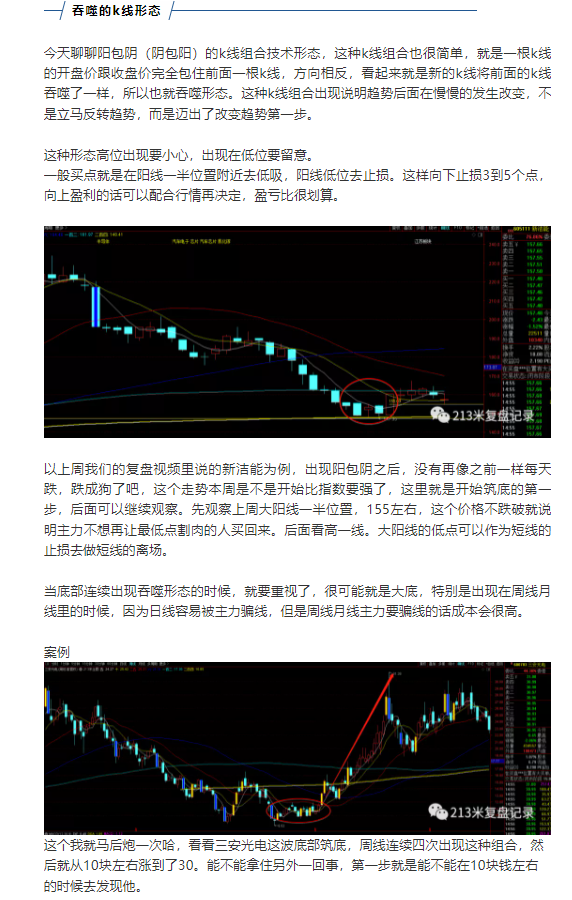 吞噬的k线形态
今天聊聊阳包阴（阴包阳）的k线组合技术形态，这种k线组合也很简单，就是一根k线
的开盘价跟收盘价完全包住前面一根k线，方向相反，看起来就是新的k线将前面的k线
吞噬了一样，所以也就吞噬形态。这种k线组合出现说明趋势后面在慢慢的发生改变，不
是立马反转趋势，而是迈出了改变趋势第一步。
这种形态高位出现要小心，出现在低位要留意。
一般买点就是在阳线一半位置附近去低吸，阳线低位去止损。这样向下止损3到5个点，
向上盈利的话可以配合行情再决定，盈亏比很划算。
213米复盘记录
以上周我们的复盘视频里说的新洁能为例，出现阳包阴之后，没有再像之前一样每天
跌，跌成狗了吧，这个走势本周是不是开始比指数要强了，这里就是开始筑底的第一
步，后面可以继续观察。先观察上周大阳线一半位置，155左右，这个价格不跌破就说
明主力不想再让最低点割肉的人买回来。后面看高一线。大阳线的低点可以作为短线的
止损去做短线的离场。
当底部连续出现吞噬形态的时候，就要重视了，很可能就是大底，特别是出现在周线月
线里的时候，因为日线容易被主力骗线，但是周线月线主力要骗线的话成本会很高。
案例
213米复盘记录
这个我就马后炮一次哈，看看三安光电这波底部筑底，周线连续四次出现这种组合，然
后就从10块左右涨到了30。能不能拿住另外一回事，第一步就是能不能在10块钱左右
的时候去发现他。